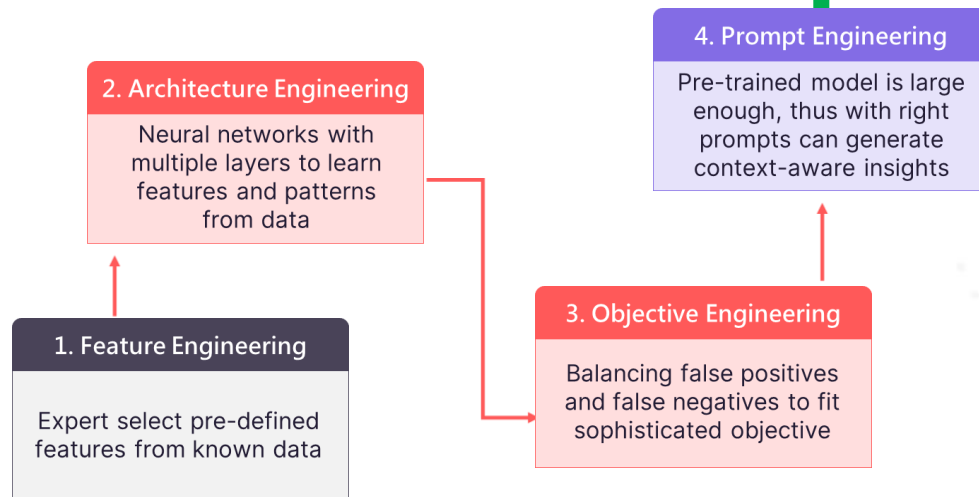 1. Feature Engineering
Expert select pre-defined
features from known data
2. Architecture Engineering
Neural networks with
multiple layers to learn
features and patterns
from data
3. Objective Engineering
Balancing false positives
and false negatives to fit
sophisticated objective
4. Prompt Engineering
Pre-trained model is large
enough, thus with right
prompts can generate
context-aware insights